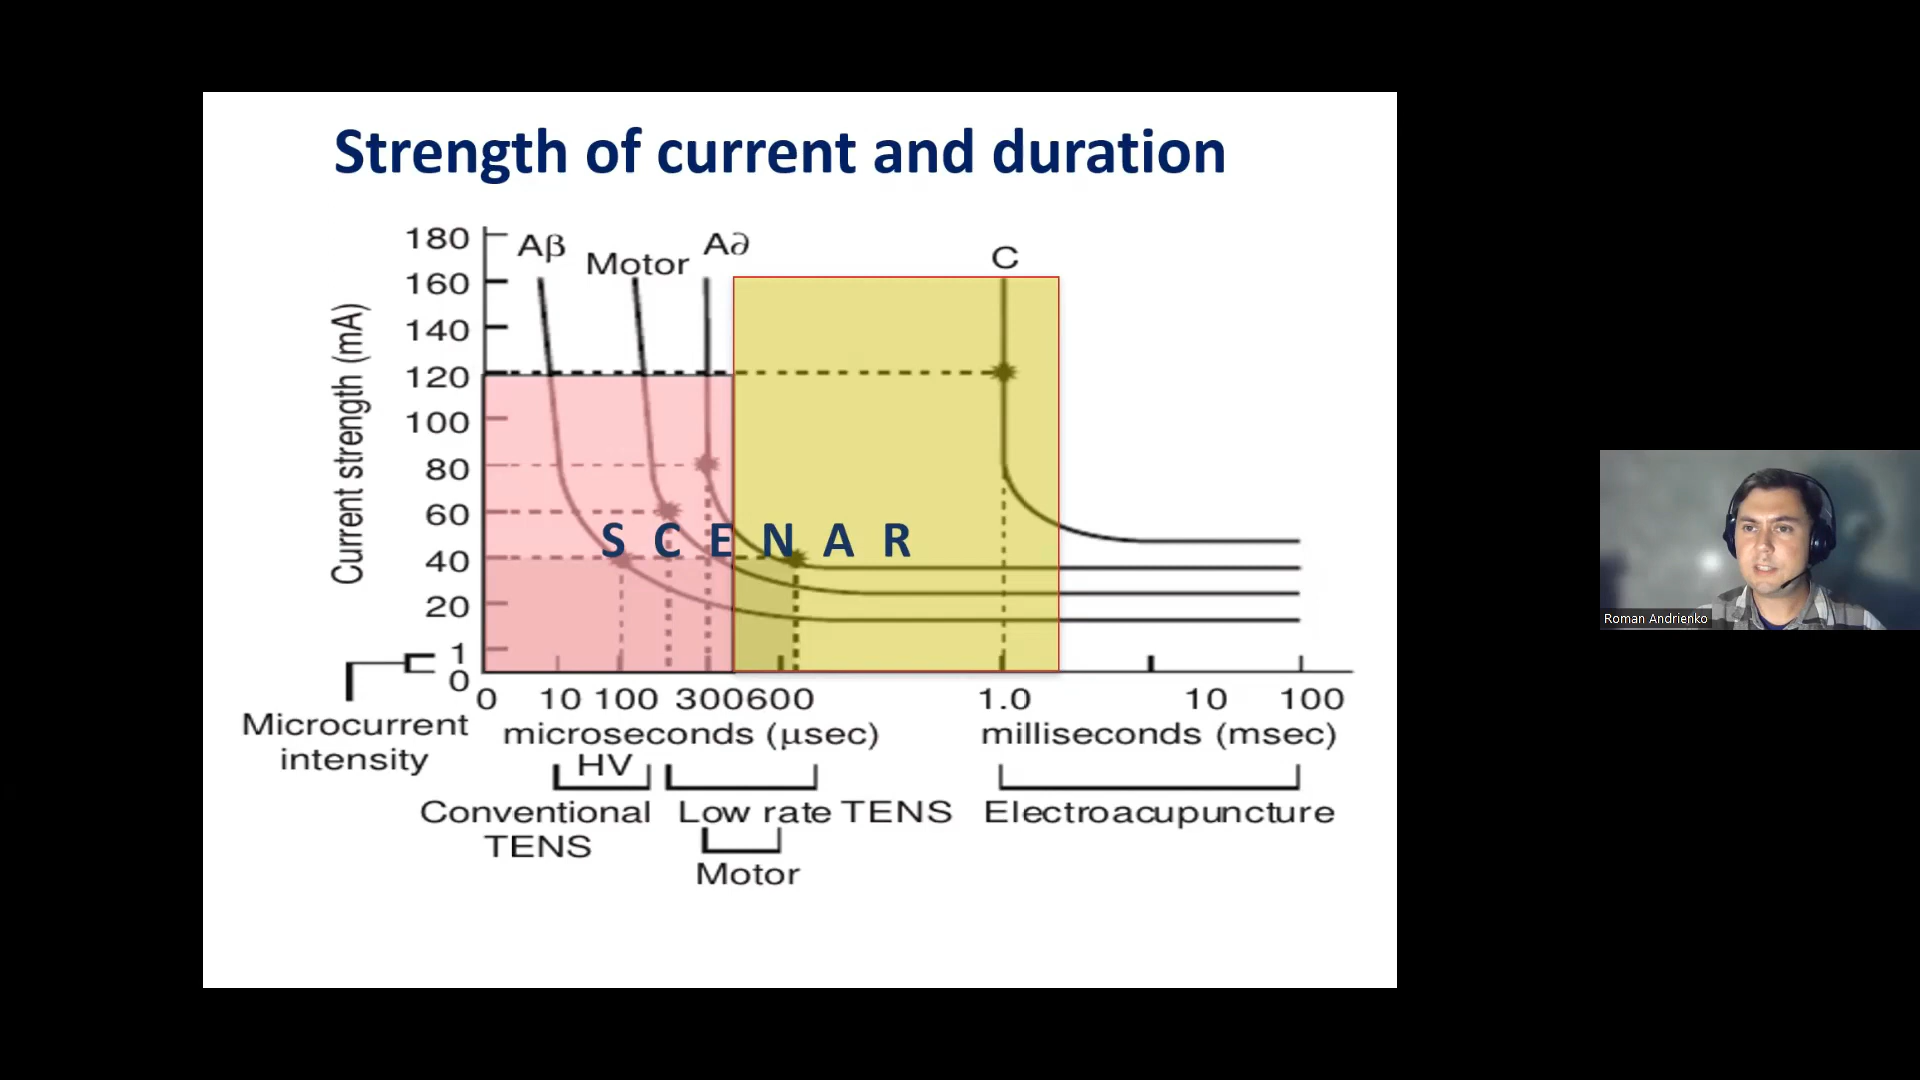 Strength of current and duration
Current strength (mA)
180
160
140
120
100
80
60
40
20
1
0
Aβ
Motor
A∂
C
S C E N A R
0 10 100 300 600 1.0 10 100
microseconds (μsec)
milliseconds (msec)
Microcurrent
intensity
HV
Conventional
TENS
Low rate TENS
Motor
Electroacupuncture
Roman Andrienko